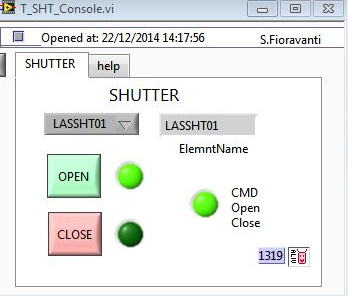 T_SHT_Console.vi
Opened at: 22/12/2014 14:17:56 S.Fioravanti
SHUTTER help
SHUTTER
LASSHT01 LASSHT01
ElemntName
OPEN
CMD
Open
Close
CLOSE
1319